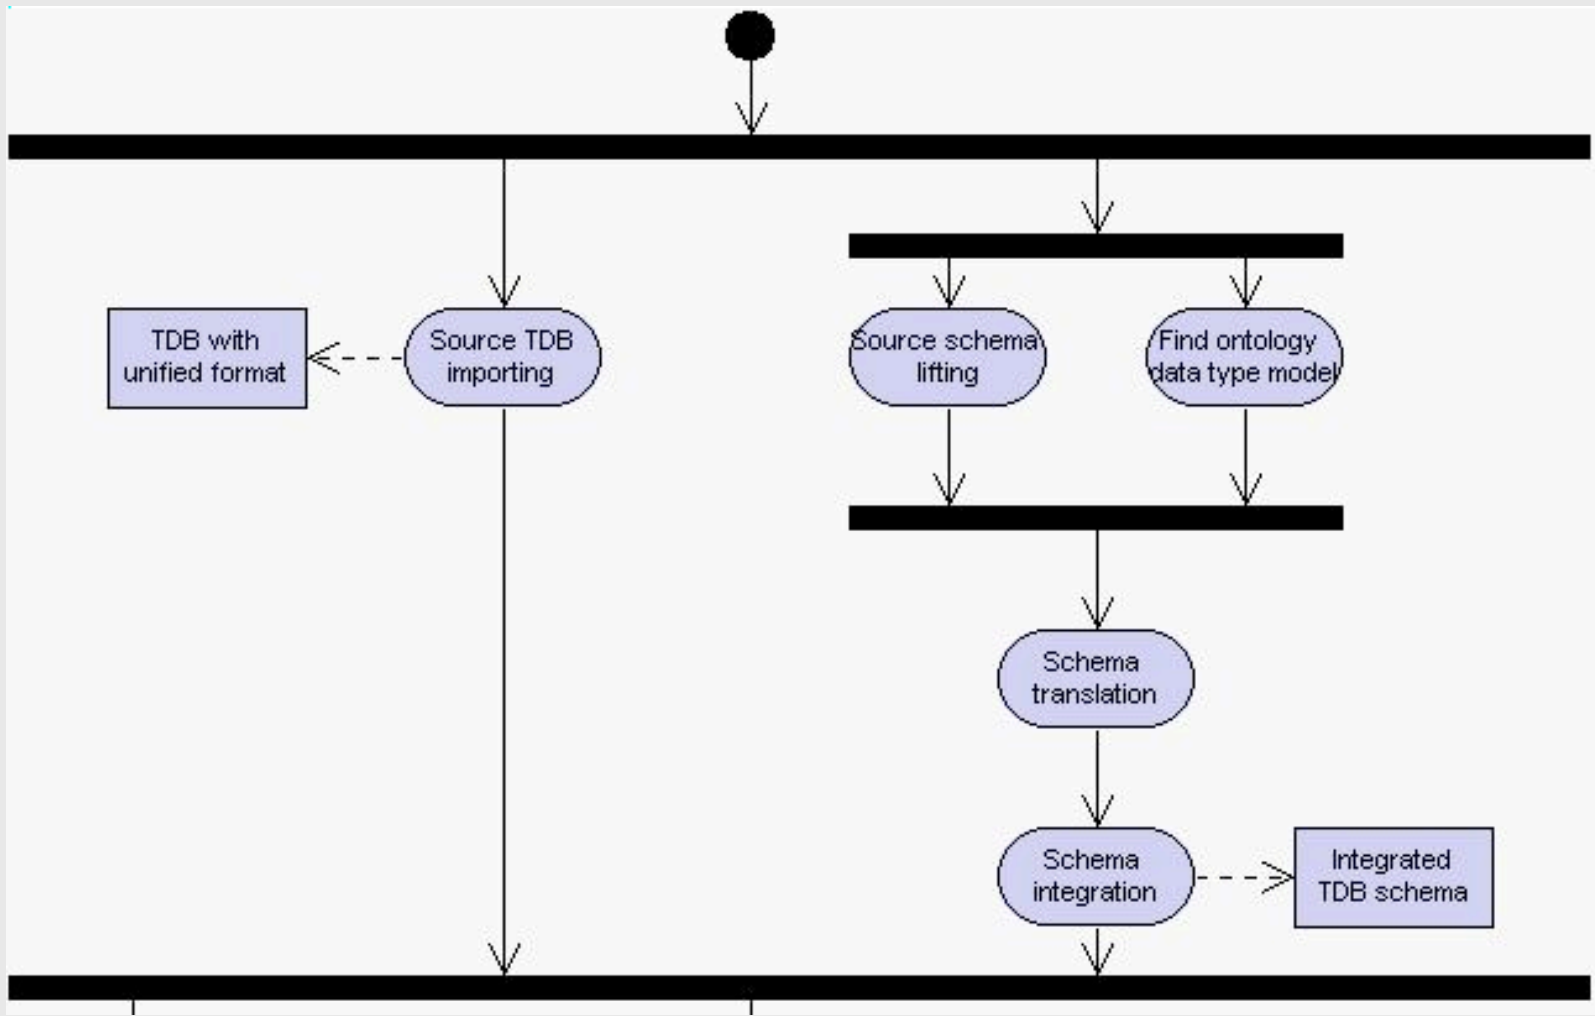 TDB with
unified format
Source TDB
importing
Source schema
lifting
Find ontology
data type model
Schema
translation
Schema
integration
Integrated
TDB schema